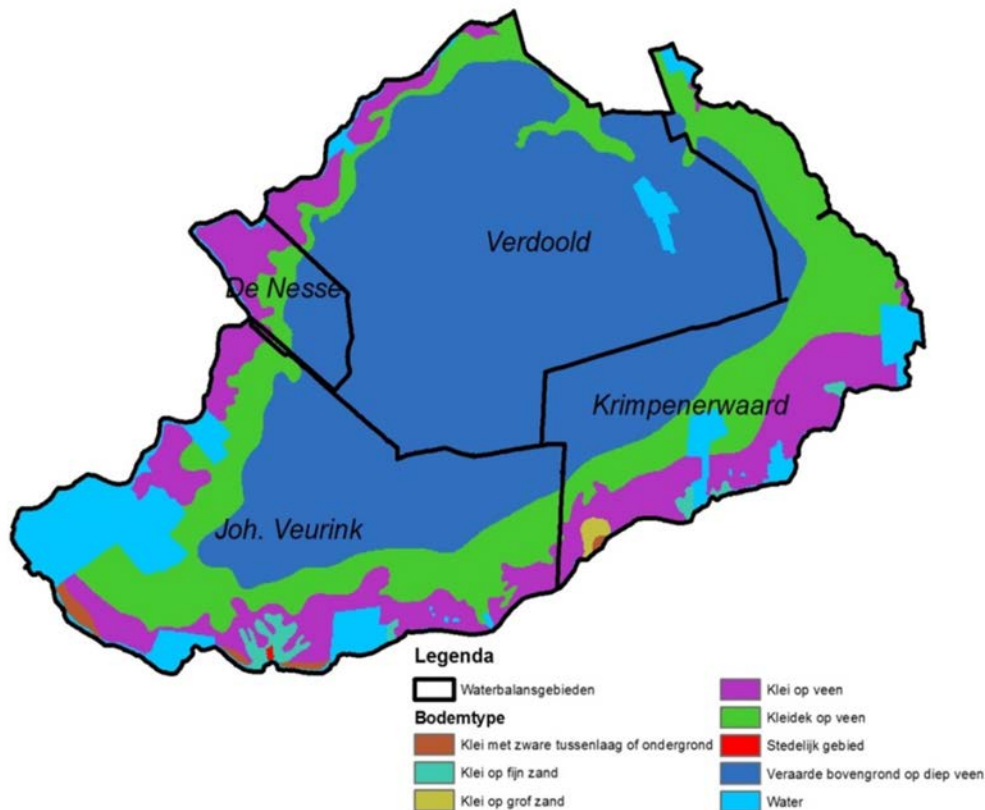 Verdoold
De Nesse
Krimpenerwaard
Joh. Veurink
Legenda
Waterbalansgebieden
Bodemtype
Klei met zware tussenlaag of ondergrond
Klei op fijn zand
Klei op grof zand
Klei op veen
Kleidek op veen
Stedelijk gebied
Veraarde bovengrond op diep veen
Water